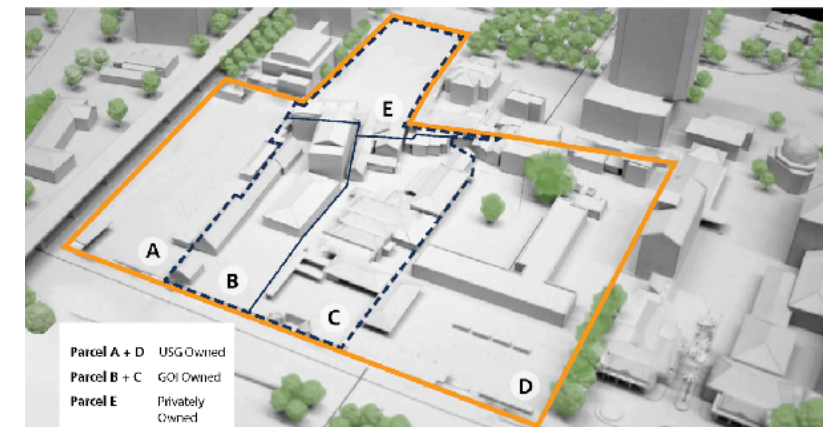 E
A
B
C
D
Parcel A + D USG Owned
Parcel B + C GOI Owned
Parcel E Privately
Owned